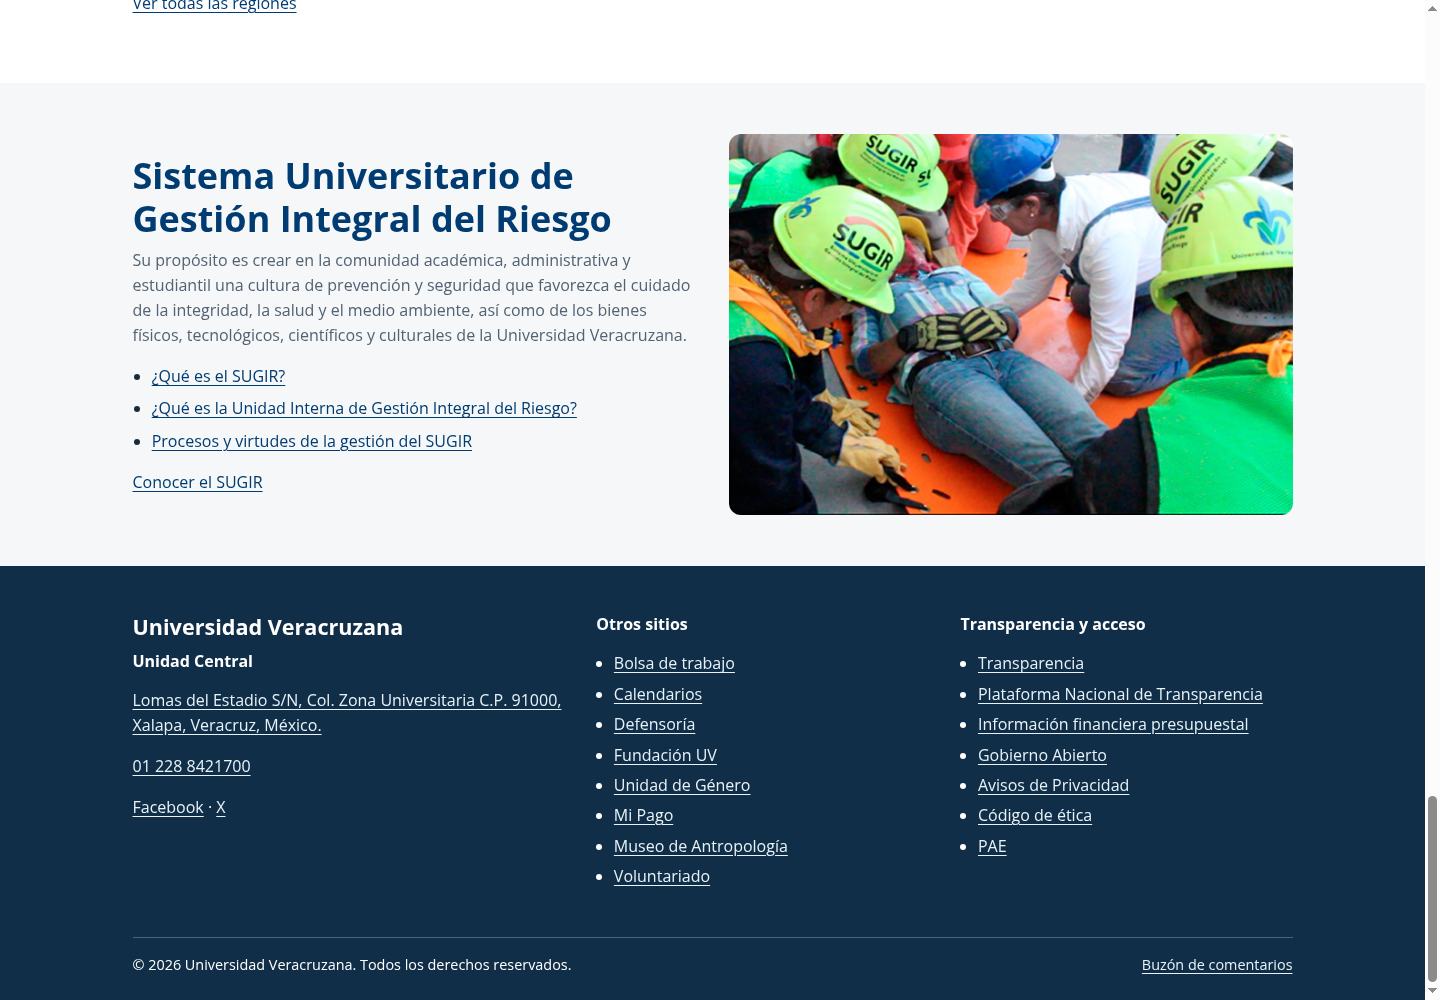 Ver todas las regiones
Sistema Universitario de
Gestión Integral del Riesgo
Su propósito es crear en la comunidad académica, administrativa y
estudiantil una cultura de prevención y seguridad que favorezca el cuidado
de la integridad, la salud y el medio ambiente, así como de los bienes
físicos, tecnológicos, científicos y culturales de la Universidad Veracruzana.
¿Qué es el SUGIR?
¿Qué es la Unidad Interna de Gestión Integral del Riesgo?
Procesos y virtudes de la gestión del SUGIR
Conocer el SUGIR
SUGIR
SUGIR
SUGIR
Universidad Veracruzana
Unidad Central
Lomas del Estadio S/N, Col. Zona Universitaria C.P. 91000,
Xalapa, Veracruz, México.
01 228 8421700
Facebook · X
Otros sitios
Bolsa de trabajo
Calendarios
Defensoría
Fundación UV
Unidad de Género
Mi Pago
Museo de Antropología
Voluntariado
Transparencia y acceso
Transparencia
Plataforma Nacional de Transparencia
Información financiera presupuestal
Gobierno Abierto
Avisos de Privacidad
Código de ética
PAE
© 2026 Universidad Veracruzana. Todos los derechos reservados.
Buzón de comentarios